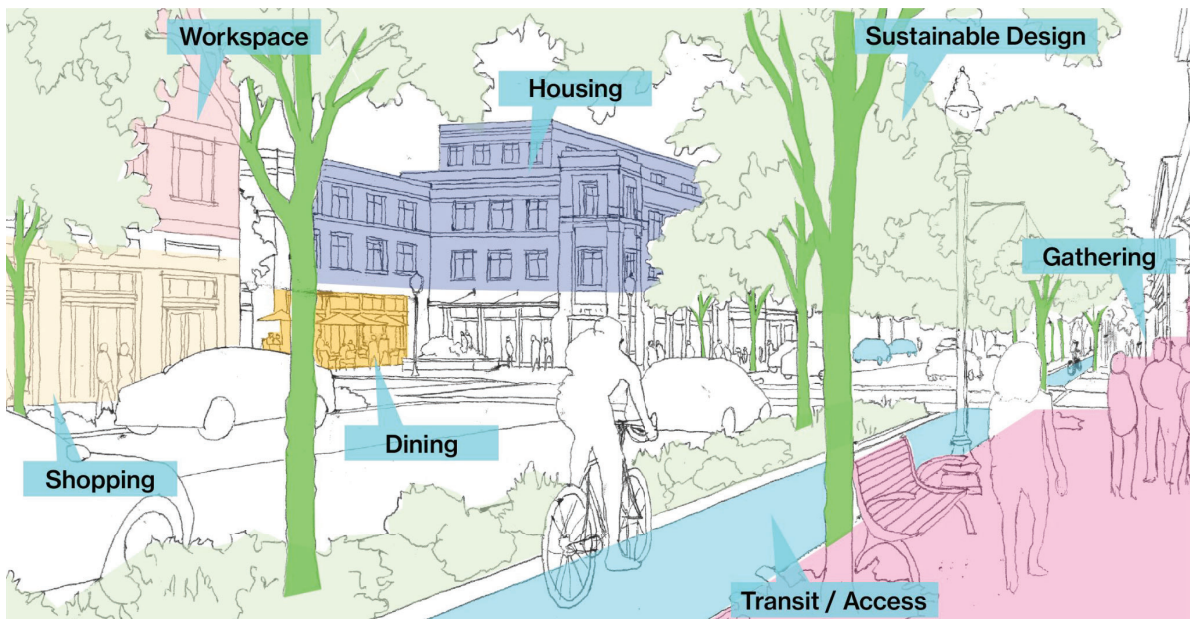 Workspace
Sustainable Design
Housing
Gathering
Dining
Shopping
Transit / Access